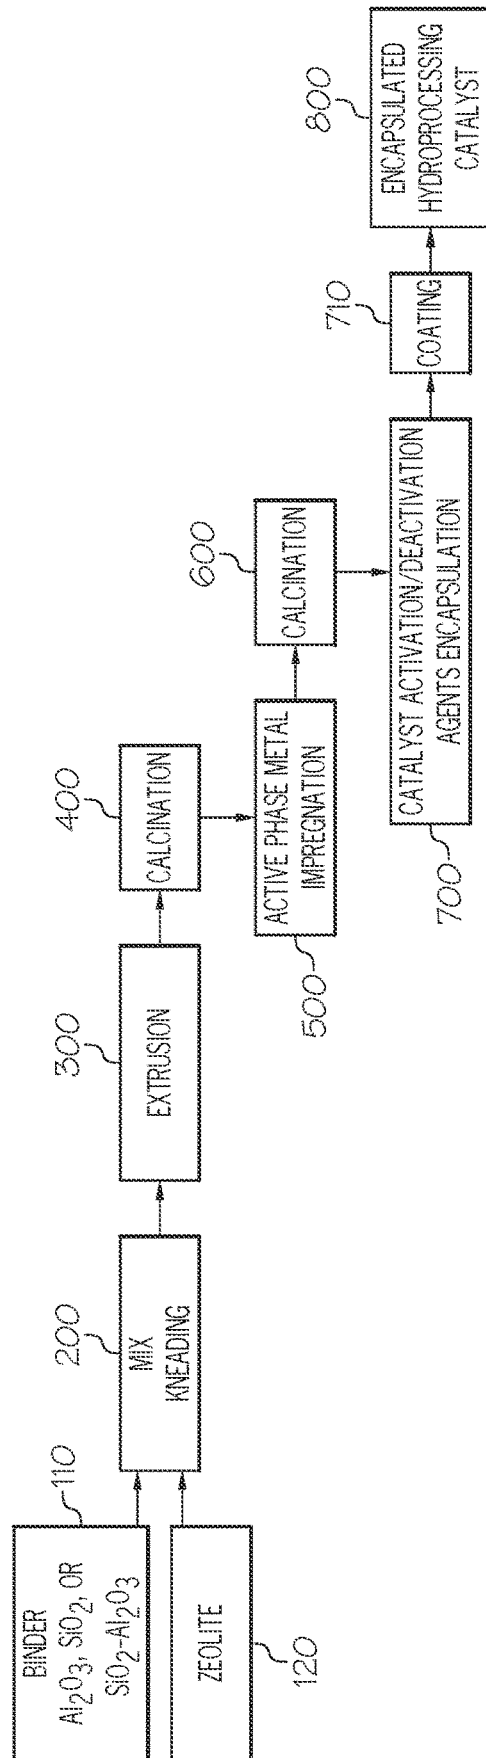 BINDER
Al₂O₃, SiO₂, OR
SiO₂-Al₂O₃
110
ZEOLITE
120
200
MIX
KNEADING
300
EXTRUSION
400
CALCINATION
ACTIVE PHASE METAL
IMPREGNATION
500
600
CALCINATION
CATALYST ACTIVATION/DEACTIVATION
AGENTS ENCAPSULATION
700
710
COATING
800
ENCAPSULATED
HYDROPROCESSING
CATALYST